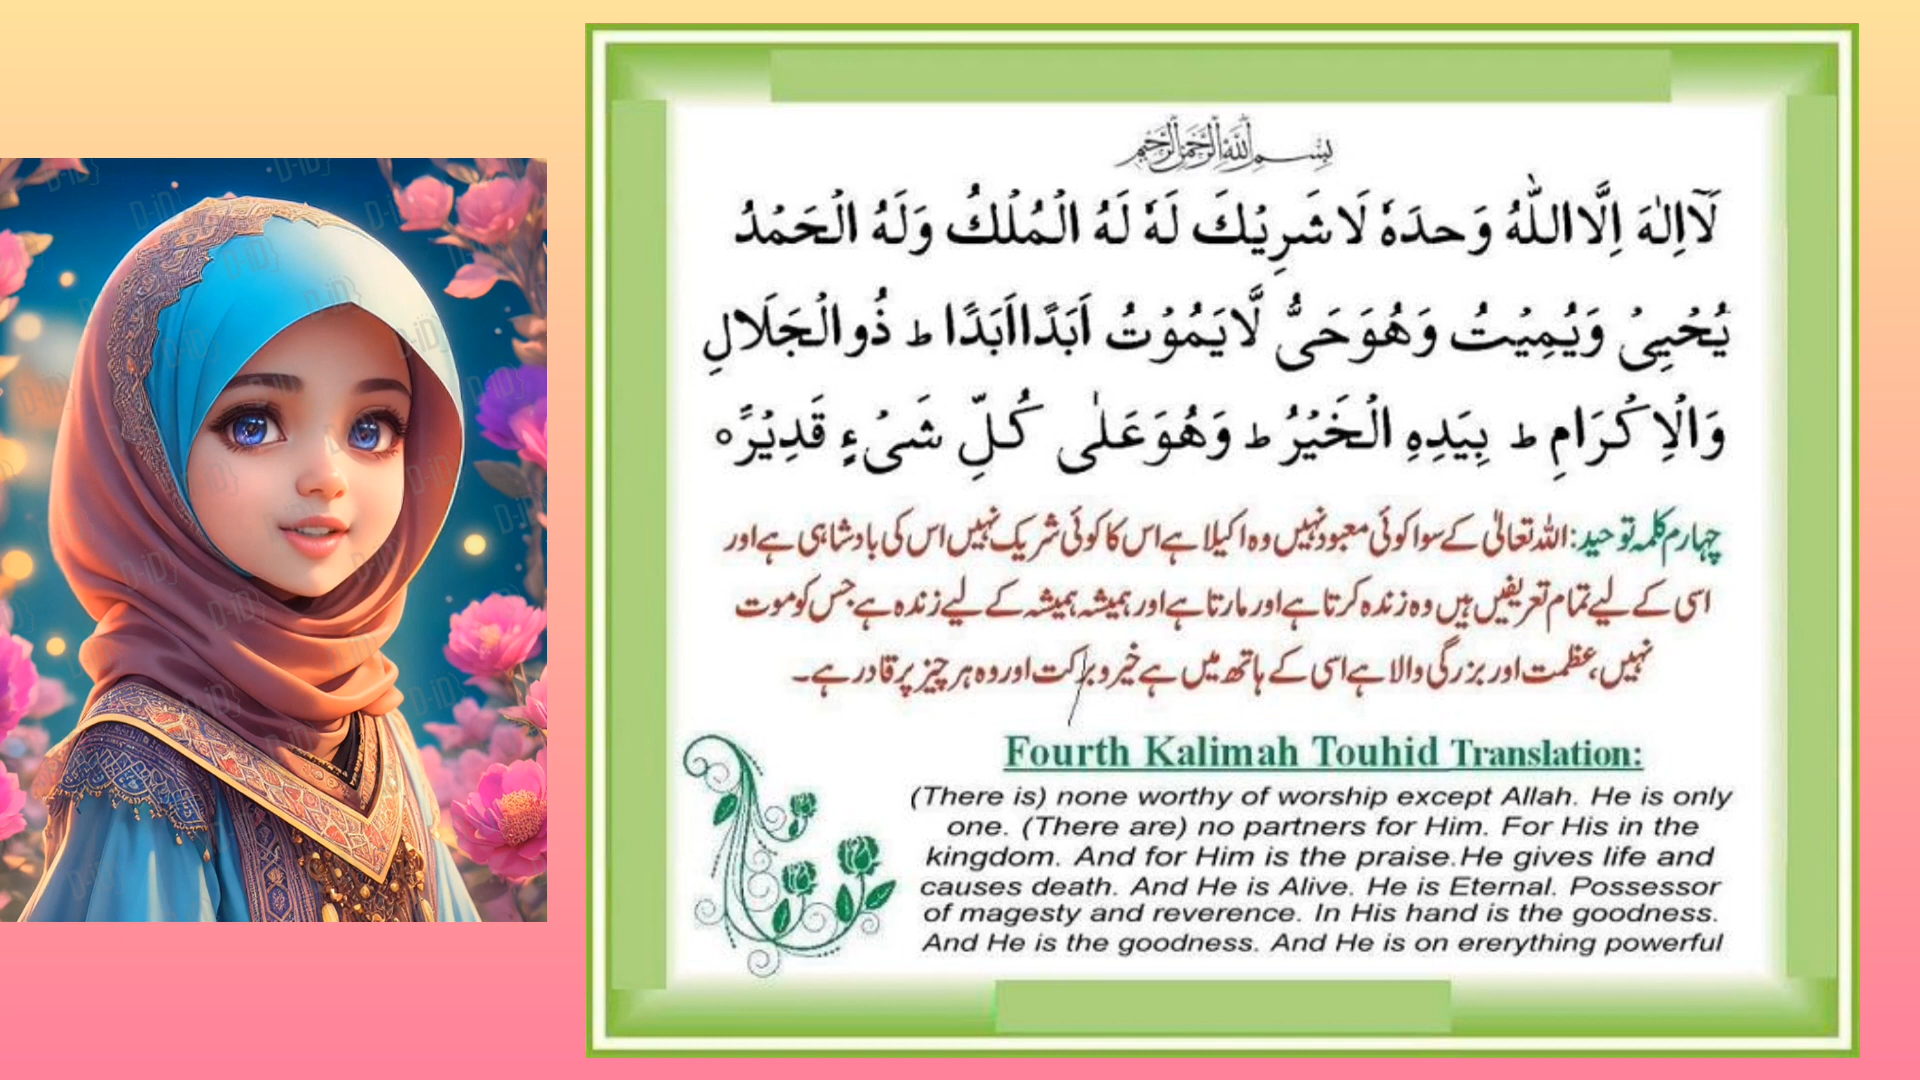 بسم الله الرحمن الرحيم
لَآ اِلٰهَ اِلَّا اللّٰهُ وَحدَهٗ لَا شَرِيْكَ لَهٗ لَهُ الْمُلْكُ وَلَهُ الْحَمْدُ
يُحْيِىْ وَيُمِيْتُ وَهُوَ حَىٌّ لَّا يَمُوْتُ اَبَدًا اَبَدًا ط ذُو الْجَلَالِ
وَالْاِكْرَامِ ط بِيَدِهِ الْخَيْرُ ط وَهُوَ عَلٰى كُلِّ شَىْءٍ قَدِيْرٌ ه
چہارم کلمہ توحید: اللہ تعالیٰ کے سوا کوئی معبود نہیں وہ اکیلا ہے اس کا کوئی شریک نہیں اس کی بادشاہی ہے اور
اسی کے لیے تمام تعریفیں ہیں وہ زندہ کرتا ہے اور مارتا ہے اور ہمیشہ ہمیشہ کے لیے زندہ ہے جس کو موت
نہیں، عظمت اور بزرگی والا ہے اسی کے ہاتھ میں ہے خیر و برکت اور وہ ہر چیز پر قادر ہے۔
Fourth Kalimah Touhid Translation:
(There is) none worthy of worship except Allah. He is only
one. (There are) no partners for Him. For His in the
kingdom. And for Him is the praise.He gives life and
causes death. And He is Alive. He is Eternal. Possessor
of magesty and reverence. In His hand is the goodness.
And He is the goodness. And He is on ererything powerful
D-iD